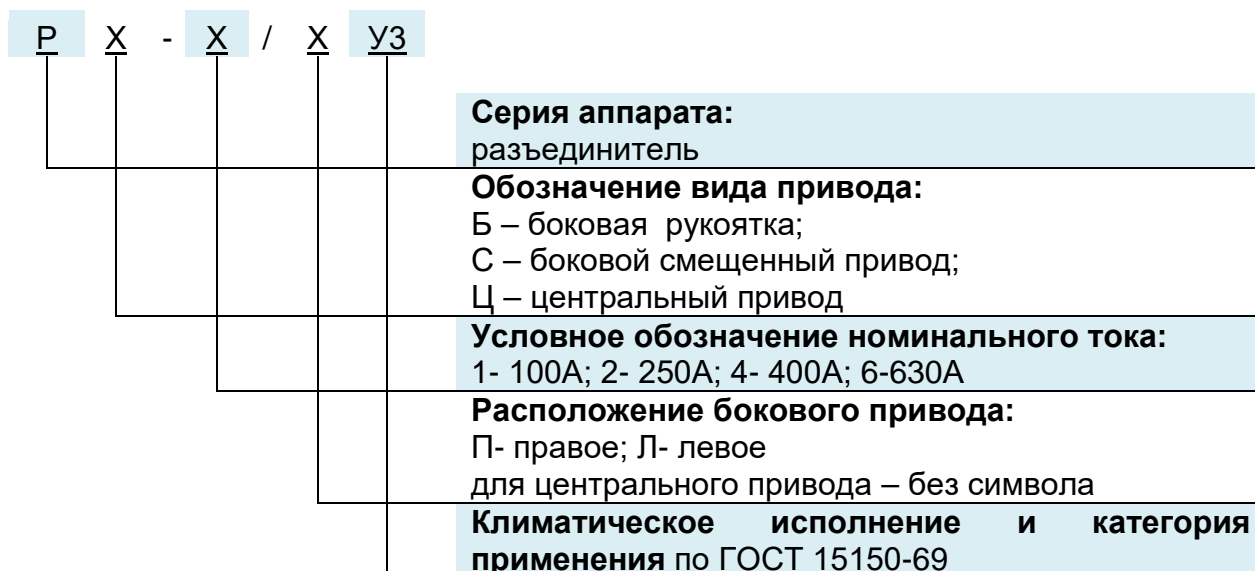 Р Х - Х / Х У3
Серия аппарата:
разъединитель
Обозначение вида привода:
Б – боковая рукоятка;
С – боковой смещенный привод;
Ц – центральный привод
Условное обозначение номинального тока:
1- 100А; 2- 250А; 4- 400А; 6-630А
Расположение бокового привода:
П- правое; Л- левое
для центрального привода – без символа
Климатическое исполнение и категория
применения по ГОСТ 15150-69